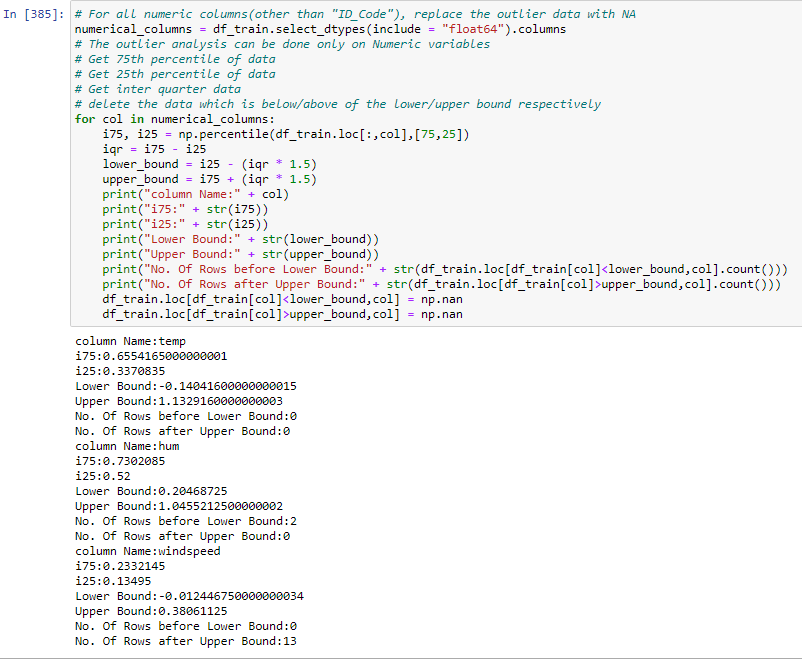 In [385]: # For all numeric columns(other than "ID_Code"), replace the outlier data with NA
numerical_columns = df_train.select_dtypes(include = "float64").columns
# The outlier analysis can be done only on Numeric variables
# Get 75th percentile of data
# Get 25th percentile of data
# Get inter quarter data
# delete the data which is below/above of the lower/upper bound respectively
for col in numerical_columns:
    i75, i25 = np.percentile(df_train.loc[:,col],[75,25])
    iqr = i75 - i25
    lower_bound = i25 - (iqr * 1.5)
    upper_bound = i75 + (iqr * 1.5)
    print("column Name:" + col)
    print("i75:" + str(i75))
    print("i25:" + str(i25))
    print("Lower Bound:" + str(lower_bound))
    print("Upper Bound:" + str(upper_bound))
    print("No. Of Rows before Lower Bound:" + str(df_train.loc[df_train[col]<lower_bound,col].count()))
    print("No. Of Rows after Upper Bound:" + str(df_train.loc[df_train[col]>upper_bound,col].count()))
    df_train.loc[df_train[col]<lower_bound,col] = np.nan
    df_train.loc[df_train[col]>upper_bound,col] = np.nan
column Name:temp
i75:0.6554165000000001
i25:0.3370835
Lower Bound:-0.14041600000000015
Upper Bound:1.1329160000000003
No. Of Rows before Lower Bound:0
No. Of Rows after Upper Bound:0
column Name:hum
i75:0.7302085
i25:0.52
Lower Bound:0.20468725
Upper Bound:1.0455212500000002
No. Of Rows before Lower Bound:2
No. Of Rows after Upper Bound:0
column Name:windspeed
i75:0.2332145
i25:0.13495
Lower Bound:-0.012446750000000034
Upper Bound:0.38061125
No. Of Rows before Lower Bound:0
No. Of Rows after Upper Bound:13